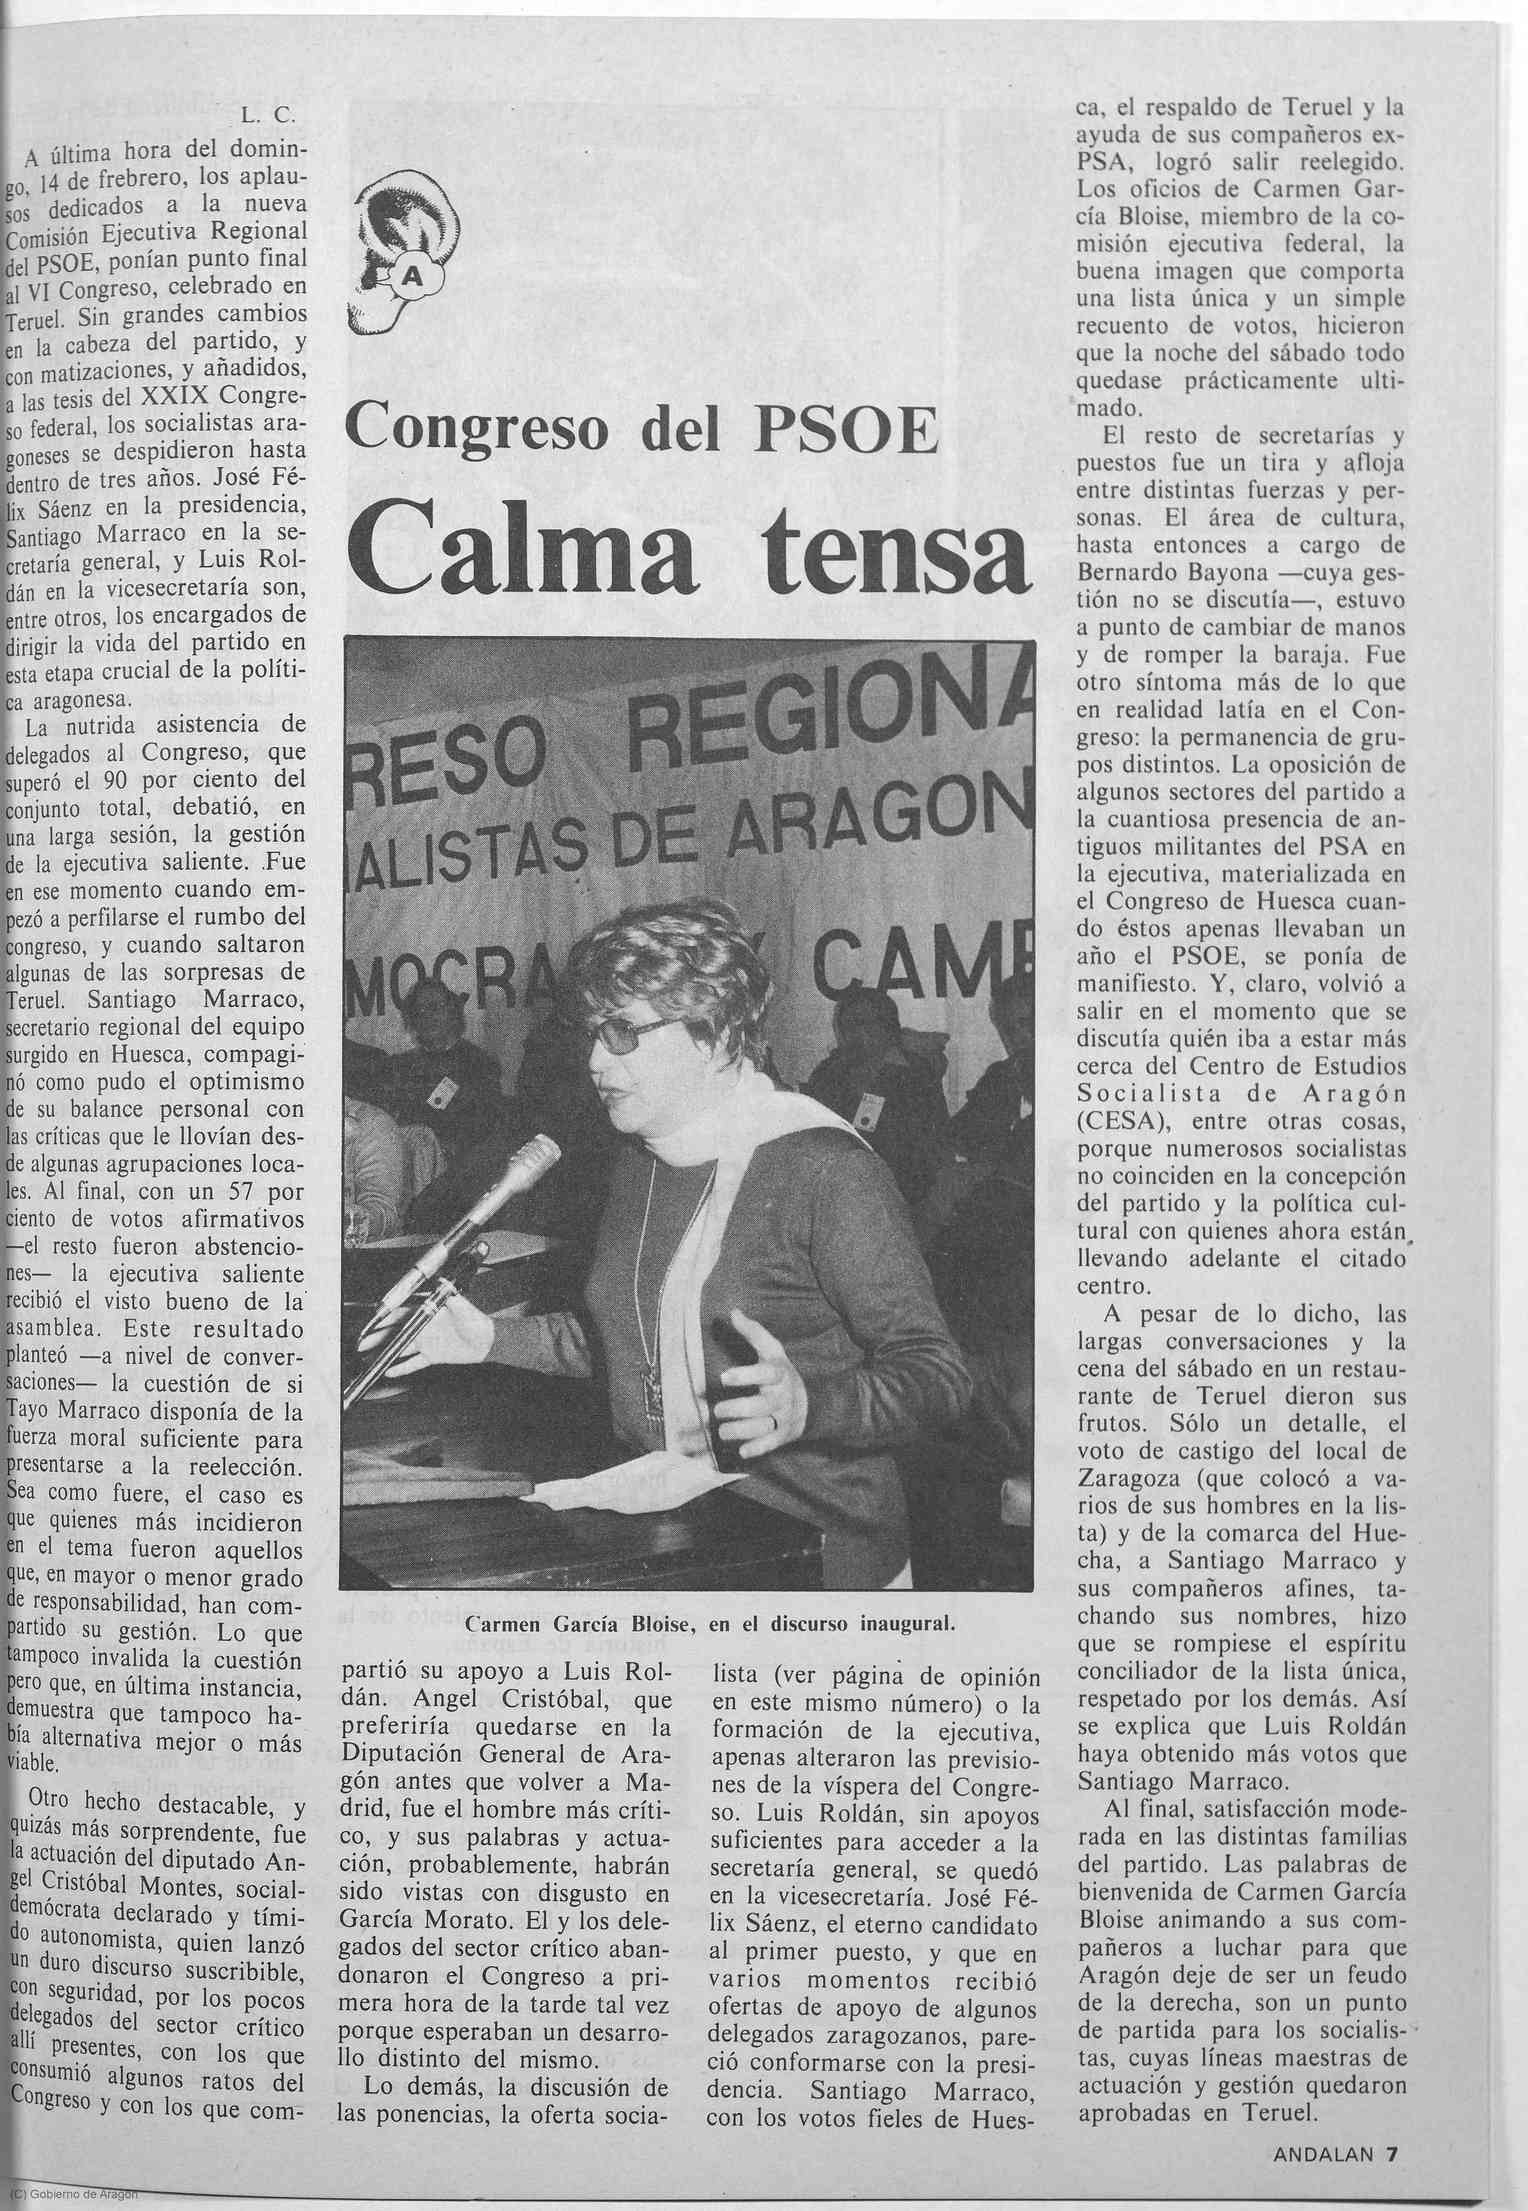 L. C.
A última hora del domin-
go, 14 de frebrero, los aplau-
sos dedicados a la nueva
Comisión Ejecutiva Regional
del PSOE, ponían punto final
al VI Congreso, celebrado en
Teruel. Sin grandes cambios
en la cabeza del partido, y
con matizaciones, y añadidos,
a las tesis del XXIX Congre-
so federal, los socialistas ara-
goneses se despidieron hasta
dentro de tres años. José Fé-
lix Sáenz en la presidencia,
Santiago Marraco en la se-
cretaría general, y Luis Rol-
dán en la vicesecretaría son,
entre otros, los encargados de
dirigir la vida del partido en
esta etapa crucial de la políti-
ca aragonesa.
La nutrida asistencia de
delegados al Congreso, que
superó el 90 por ciento del
conjunto total, debatió, en
una larga sesión, la gestión
de la ejecutiva saliente. .Fue
en ese momento cuando em-
pezó a perfilarse el rumbo del
congreso, y cuando saltaron
algunas de las sorpresas de
Teruel. Santiago Marraco,
secretario regional del equipo
surgido en Huesca, compagi-
nó como pudo el optimismo
de su balance personal con
las críticas que le llovían des-
de algunas agrupaciones loca-
les. Al final, con un 57 por
ciento de votos afirmativos
—el resto fueron abstencio-
nes— la ejecutiva saliente
recibió el visto bueno de la
asamblea. Este resultado
planteó —a nivel de conver-
saciones— la cuestión de si
Tayo Marraco disponía de la
fuerza moral suficiente para
presentarse a la reelección.
Sea como fuere, el caso es
que quienes más incidieron
en el tema fueron aquellos
que, en mayor o menor grado
de responsabilidad, han com-
partido su gestión. Lo que
tampoco invalida la cuestión
pero que, en última instancia,
demuestra que tampoco ha-
bía alternativa mejor o más
viable.
Otro hecho destacable, y
quizás más sorprendente, fue
la actuación del diputado An-
gel Cristóbal Montes, social-
demócrata declarado y tími-
do autonomista, quien lanzó
un duro discurso suscribible,
con seguridad, por los pocos
delegados del sector crítico
allí presentes, con los que
consumió algunos ratos del
Congreso y con los que com-
A
Congreso del PSOE
Calma tensa
RESO REGIONA
IALISTAS DE ARAGON
MOCRA Y CAMB
Carmen García Bloise, en el discurso inaugural.
partió su apoyo a Luis Rol-
dán. Angel Cristóbal, que
preferiría quedarse en la
Diputación General de Ara-
gón antes que volver a Ma-
drid, fue el hombre más críti-
co, y sus palabras y actua-
ción, probablemente, habrán
sido vistas con disgusto en
García Morato. El y los dele-
gados del sector crítico aban-
donaron el Congreso a pri-
mera hora de la tarde tal vez
porque esperaban un desarro-
llo distinto del mismo.
Lo demás, la discusión de
las ponencias, la oferta socia-
lista (ver página de opinión
en este mismo número) o la
formación de la ejecutiva,
apenas alteraron las previsio-
nes de la víspera del Congre-
so. Luis Roldán, sin apoyos
suficientes para acceder a la
secretaría general, se quedó
en la vicesecretaría. José Fé-
lix Sáenz, el eterno candidato
al primer puesto, y que en
varios momentos recibió
ofertas de apoyo de algunos
delegados zaragozanos, pare-
ció conformarse con la presi-
dencia. Santiago Marraco,
con los votos fieles de Hues-
ca, el respaldo de Teruel y la
ayuda de sus compañeros ex-
PSA, logró salir reelegido.
Los oficios de Carmen Gar-
cía Bloise, miembro de la co-
misión ejecutiva federal, la
buena imagen que comporta
una lista única y un simple
recuento de votos, hicieron
que la noche del sábado todo
quedase prácticamente ulti-
mado.
El resto de secretarías y
puestos fue un tira y afloja
entre distintas fuerzas y per-
sonas. El área de cultura,
hasta entonces a cargo de
Bernardo Bayona —cuya ges-
tión no se discutía—, estuvo
a punto de cambiar de manos
y de romper la baraja. Fue
otro síntoma más de lo que
en realidad latía en el Con-
greso: la permanencia de gru-
pos distintos. La oposición de
algunos sectores del partido a
la cuantiosa presencia de an-
tiguos militantes del PSA en
la ejecutiva, materializada en
el Congreso de Huesca cuan-
do éstos apenas llevaban un
año el PSOE, se ponía de
manifiesto. Y, claro, volvió a
salir en el momento que se
discutía quién iba a estar más
cerca del Centro de Estudios
Socialista de Aragón
(CESA), entre otras cosas,
porque numerosos socialistas
no coinciden en la concepción
del partido y la política cul-
tural con quienes ahora están
llevando adelante el citado
centro.
A pesar de lo dicho, las
largas conversaciones y la
cena del sábado en un restau-
rante de Teruel dieron sus
frutos. Sólo un detalle, el
voto de castigo del local de
Zaragoza (que colocó a va-
rios de sus hombres en la lis-
ta) y de la comarca del Hue-
cha, a Santiago Marraco y
sus compañeros afines, ta-
chando sus nombres, hizo
que se rompiese el espíritu
conciliador de la lista única,
respetado por los demás. Así
se explica que Luis Roldán
haya obtenido más votos que
Santiago Marraco.
Al final, satisfacción mode-
rada en las distintas familias
del partido. Las palabras de
bienvenida de Carmen García
Bloise animando a sus com-
pañeros a luchar para que
Aragón deje de ser un feudo
de la derecha, son un punto
de partida para los socialis-
tas, cuyas líneas maestras de
actuación y gestión quedaron
aprobadas en Teruel.
ANDALAN 7
(C) Gobierno de Aragón